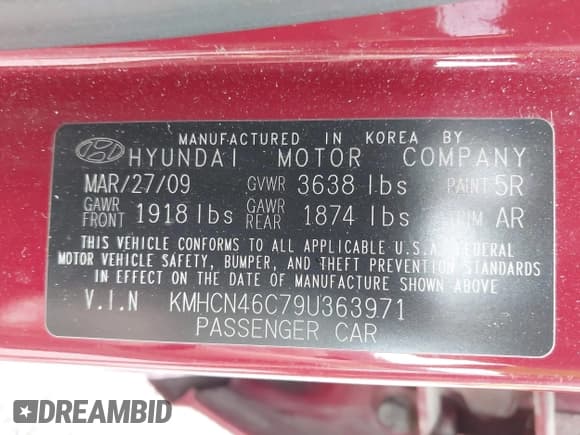 MANUFACTURED IN KOREA BY
HYUNDAI MOTOR COMPANY
MAR/27/09 GVWR 3638 lbs PAINT 5R
GAWR FRONT 1918 lbs GAWR REAR 1874 lbs TRIM AR
THIS VEHICLE CONFORMS TO ALL APPLICABLE U.S.A FEDERAL
MOTOR VEHICLE SAFETY, BUMPER, AND THEFT PREVENTION STANDARDS
IN EFFECT ON THE DATE OF MANUFACTURE SHOWN ABOVE
V.I.N KMHCN46C79U363971
PASSENGER CAR
DREAMBID